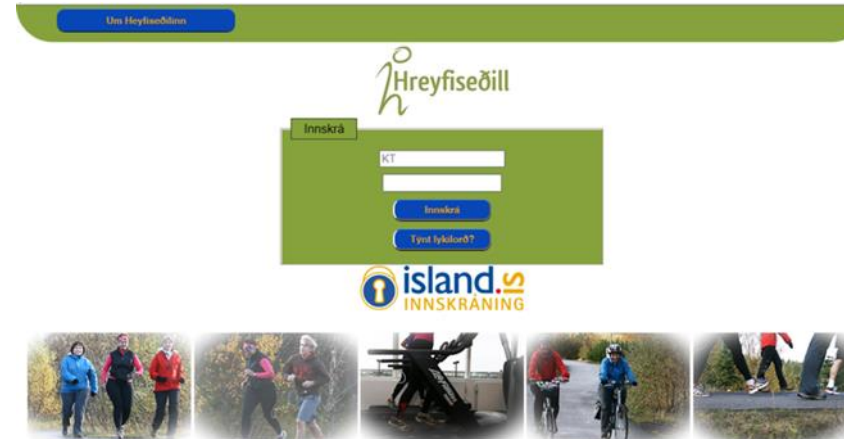 Um Heyfiseðilinn
Hreyfiseðill
Innskrá
KT
Innskrá
Týnt lykilorð?
island.is
INNSKRÁNING